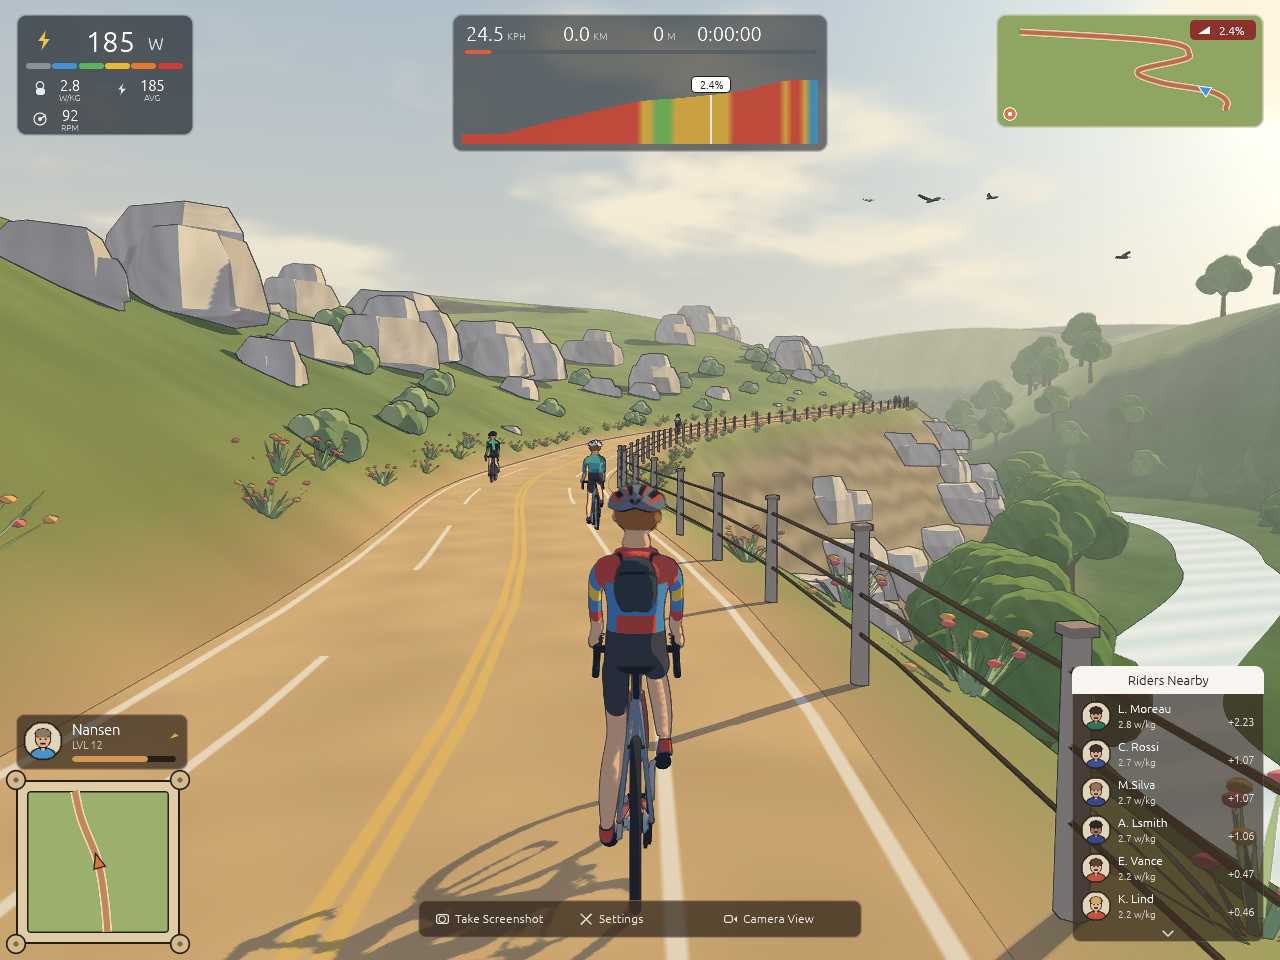 185 W
2.8
W/KG
185
AVG
92
RPM
24.5 KPH
0.0 KM
0 M
0:00:00
2.4%
2.4%
Nansen
LVL 12
Riders Nearby
L. Moreau
2.8 w/kg
+2.23
C. Rossi
2.7 w/kg
+1.07
M.Silva
2.7 w/kg
+1.07
A. Lsmith
2.7 w/kg
+1.06
E. Vance
2.2 w/kg
+0.47
K. Lind
2.2 w/kg
+0.46
Take Screenshot
Settings
Camera View